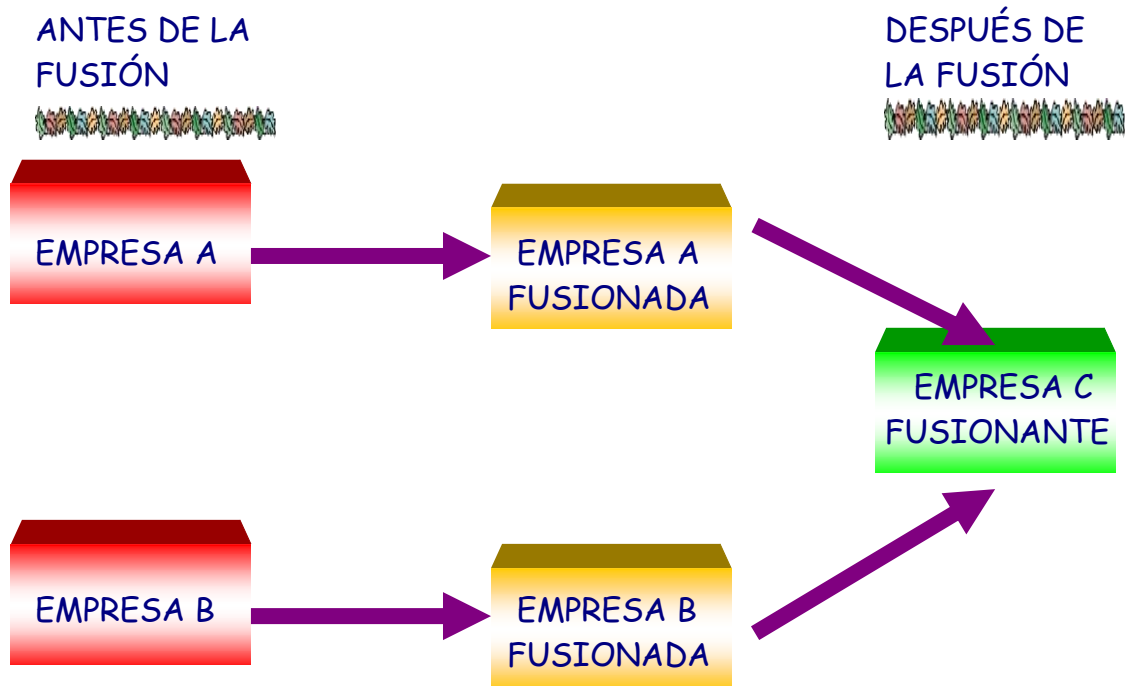 ANTES DE LA
FUSIÓN
DESPUÉS DE
LA FUSIÓN
EMPRESA A
EMPRESA A
FUSIONADA
EMPRESA C
FUSIONANTE
EMPRESA B
EMPRESA B
FUSIONADA